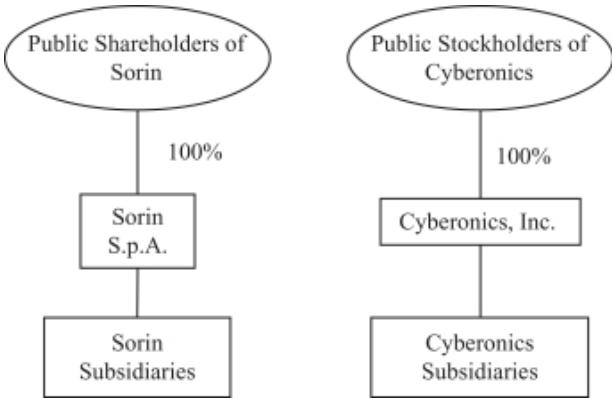 Public Shareholders of
Sorin
100%
Sorin
S.p.A.
Sorin
Subsidiaries
Public Stockholders of
Cyberonics
100%
Cyberonics, Inc.
Cyberonics
Subsidiaries